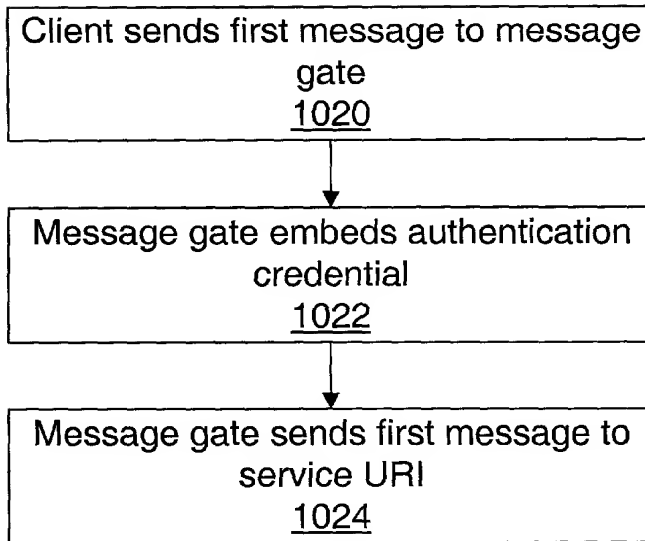 Client sends first message to message
gate
1020
Message gate embeds authentication
credential
1022
Message gate sends first message to
service URI
1024